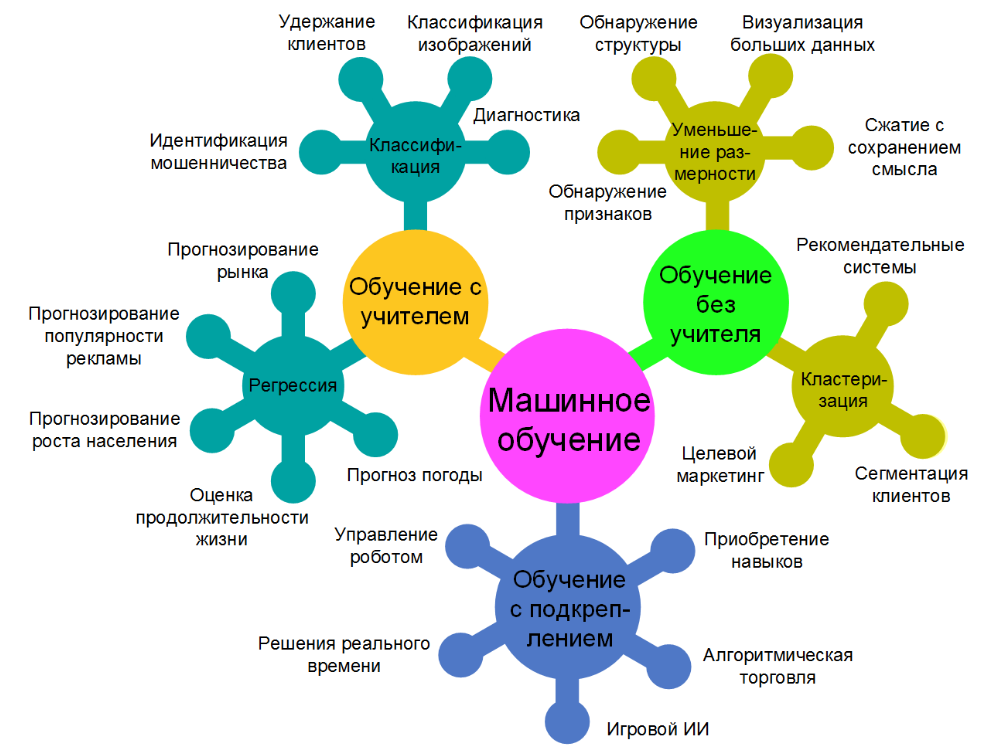 Удержание
клиентов
Классификация
изображений
Обнаружение
структуры
Визуализация
больших данных
Идентификация
мошенничества
Классифи-
кация
Диагностика
Уменьше-
ние раз-
мерности
Сжатие с
сохранением
смысла
Обнаружение
признаков
Прогнозирование
рынка
Обучение с
учителем
Обучение
без
учителя
Рекомендательные
системы
Прогнозирование
популярности
рекламы
Регрессия
Кластери-
зация
Прогнозирование
роста населения
Машинное
обучение
Прогноз погоды
Целевой
маркетинг
Сегментация
клиентов
Оценка
продолжительности
жизни
Управление
роботом
Приобретение
навыков
Обучение
с подкреп-
лением
Решения реального
времени
Алгоритмическая
торговля
Игровой ИИ